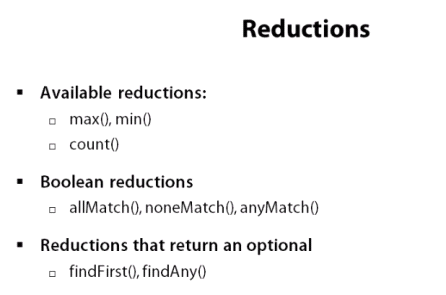 Reductions
▪ Available reductions:
▫ max(), min()
▫ count()
▪ Boolean reductions
▫ allMatch(), noneMatch(), anyMatch()
▪ Reductions that return an optional
▫ findFirst(), findAny()